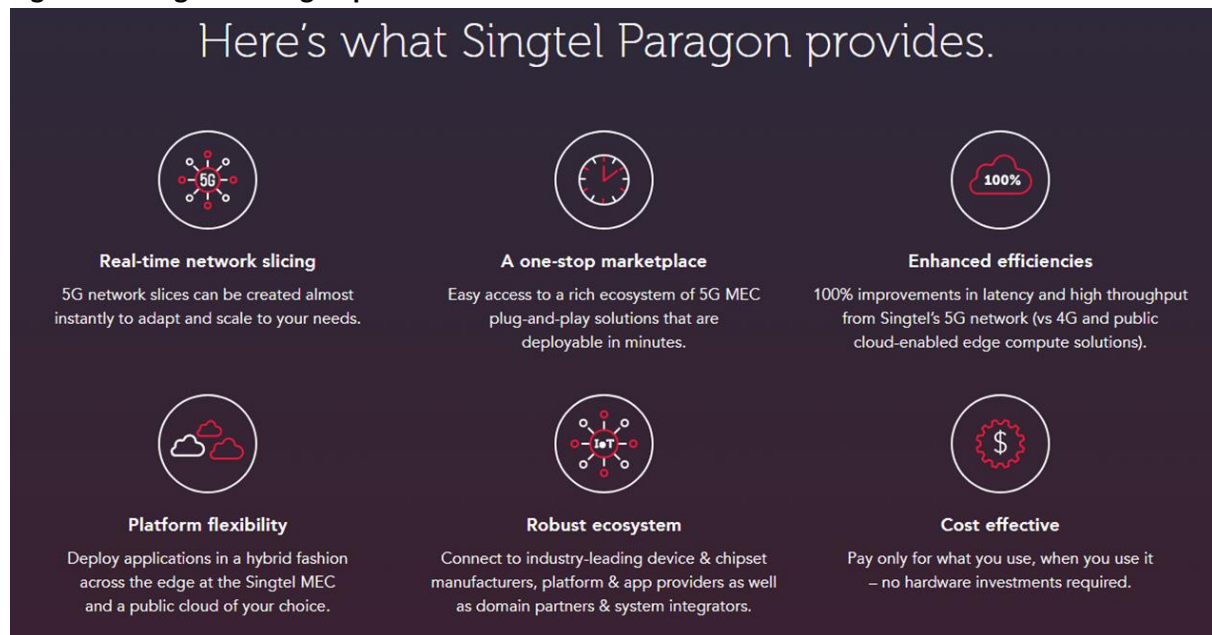 Here's what Singtel Paragon provides.
5G
100%
Real-time network slicing
A one-stop marketplace
Enhanced efficiencies
5G network slices can be created almost
instantly to adapt and scale to your needs.
Easy access to a rich ecosystem of 5G MEC
plug-and-play solutions that are
deployable in minutes.
100% improvements in latency and high throughput
from Singtel's 5G network (vs 4G and public
cloud-enabled edge compute solutions).
IoT
$
Platform flexibility
Robust ecosystem
Cost effective
Deploy applications in a hybrid fashion
across the edge at the Singtel MEC
and a public cloud of your choice.
Connect to industry-leading device & chipset
manufacturers, platform & app providers as well
as domain partners & system integrators.
Pay only for what you use, when you use it
– no hardware investments required.